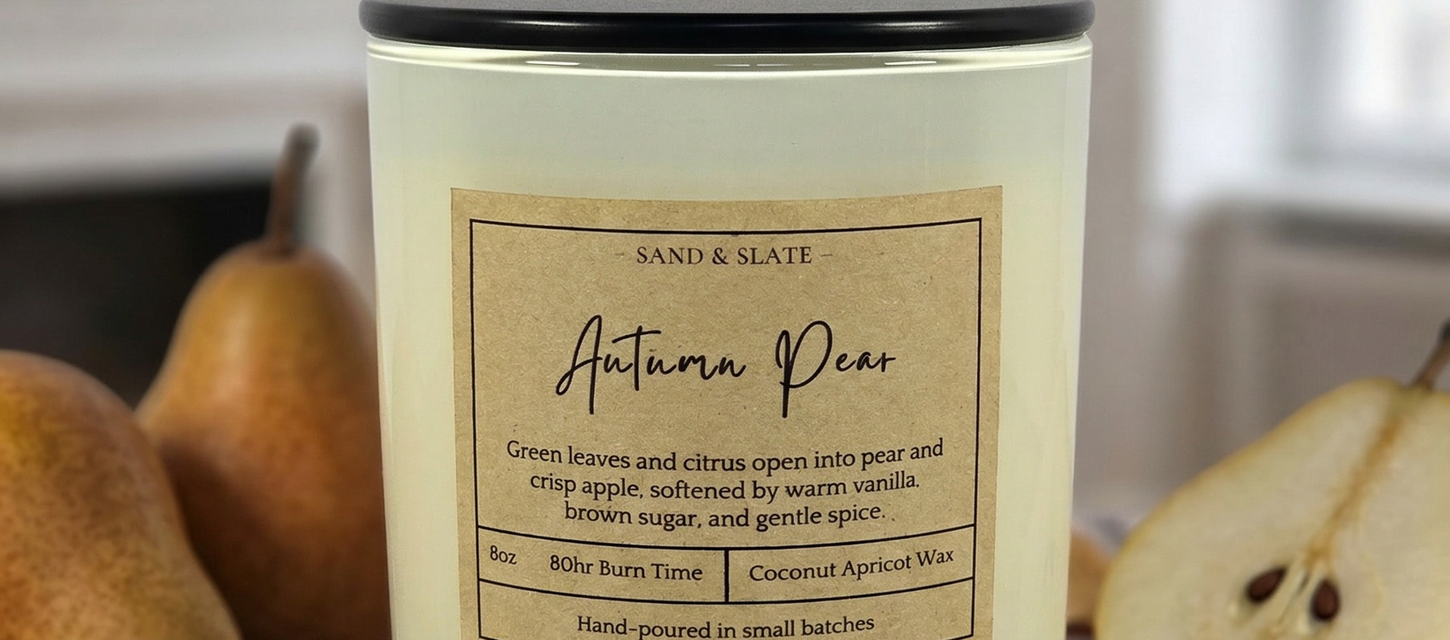 - SAND & SLATE -
Autumn Pear
Green leaves and citrus open into pear and
crisp apple, softened by warm vanilla.
brown sugar, and gentle spice.
8oz 80hr Burn Time Coconut Apricot Wax
Hand-poured in small batches